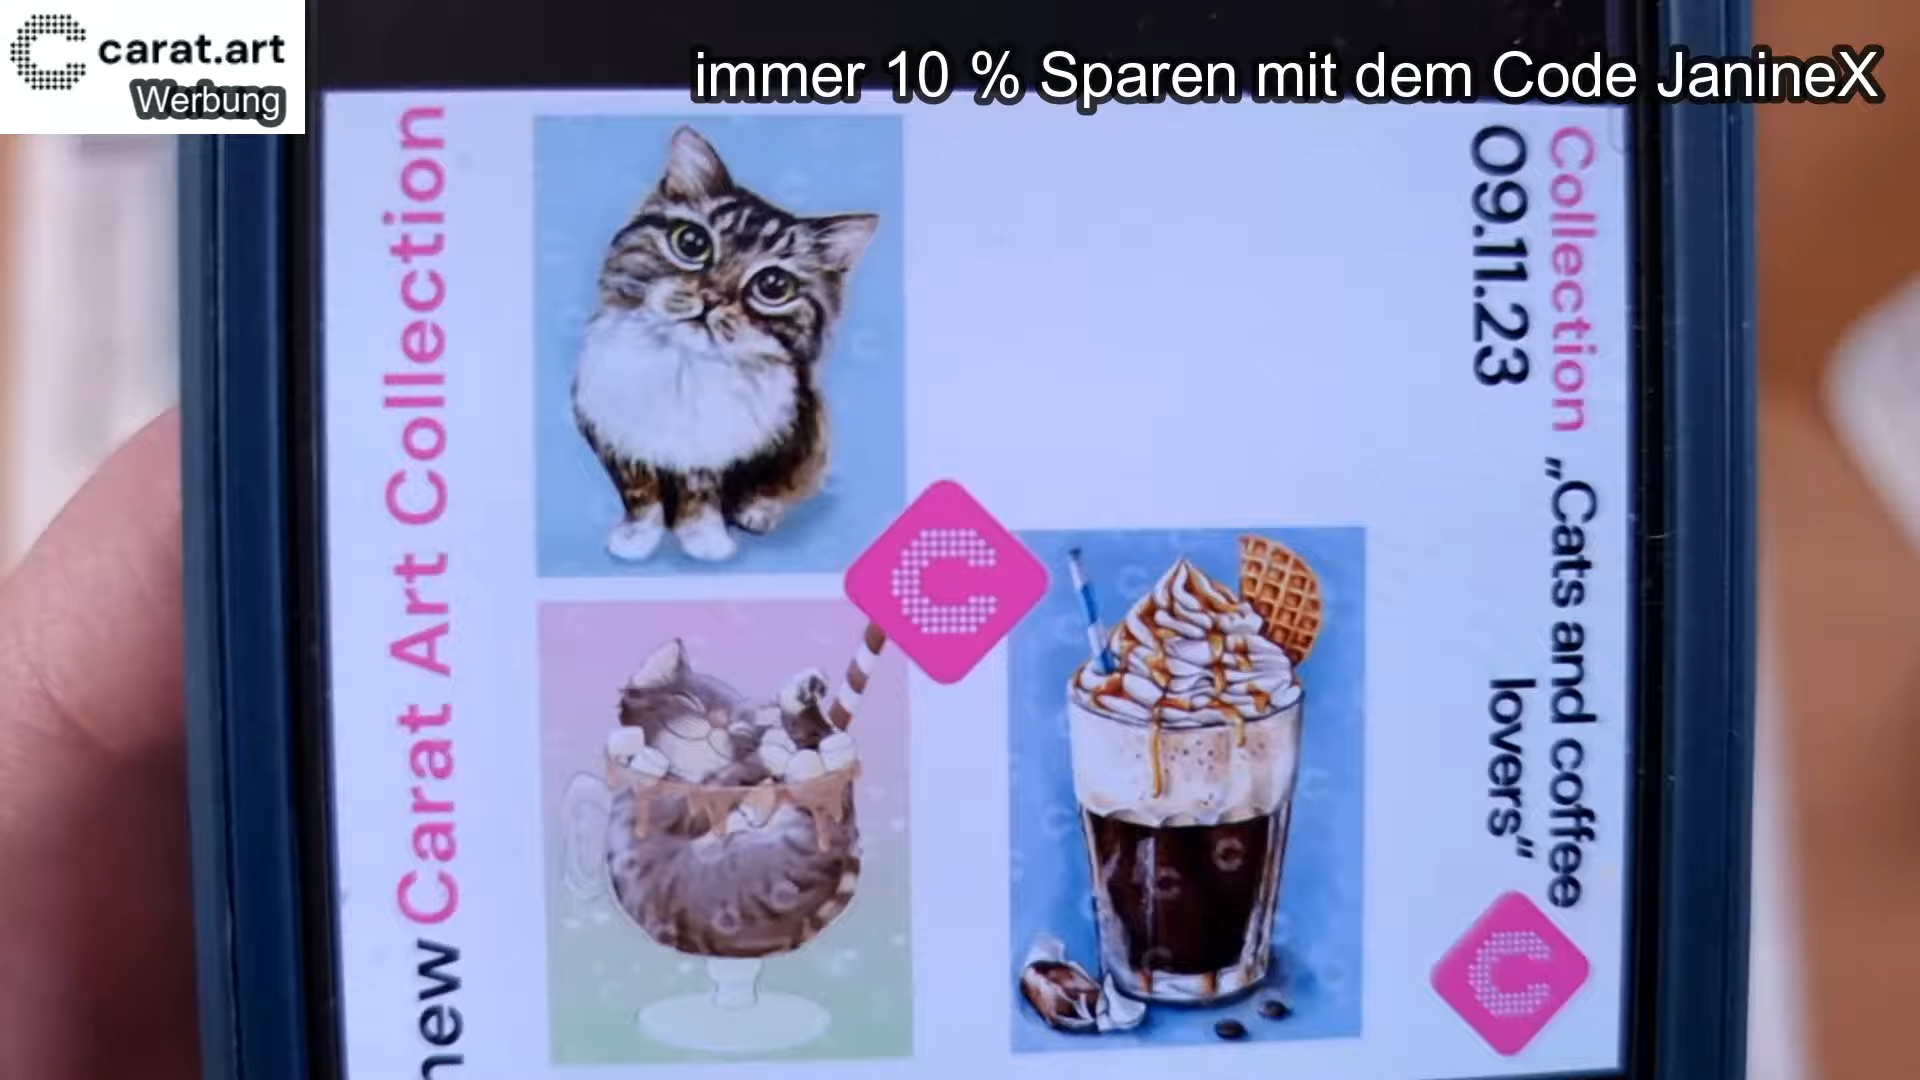 carat.art
Werbung
immer 10 % Sparen mit dem Code JanineX
new Carat Art Collection
Collection „Cats and coffee
09.11.23 lovers“